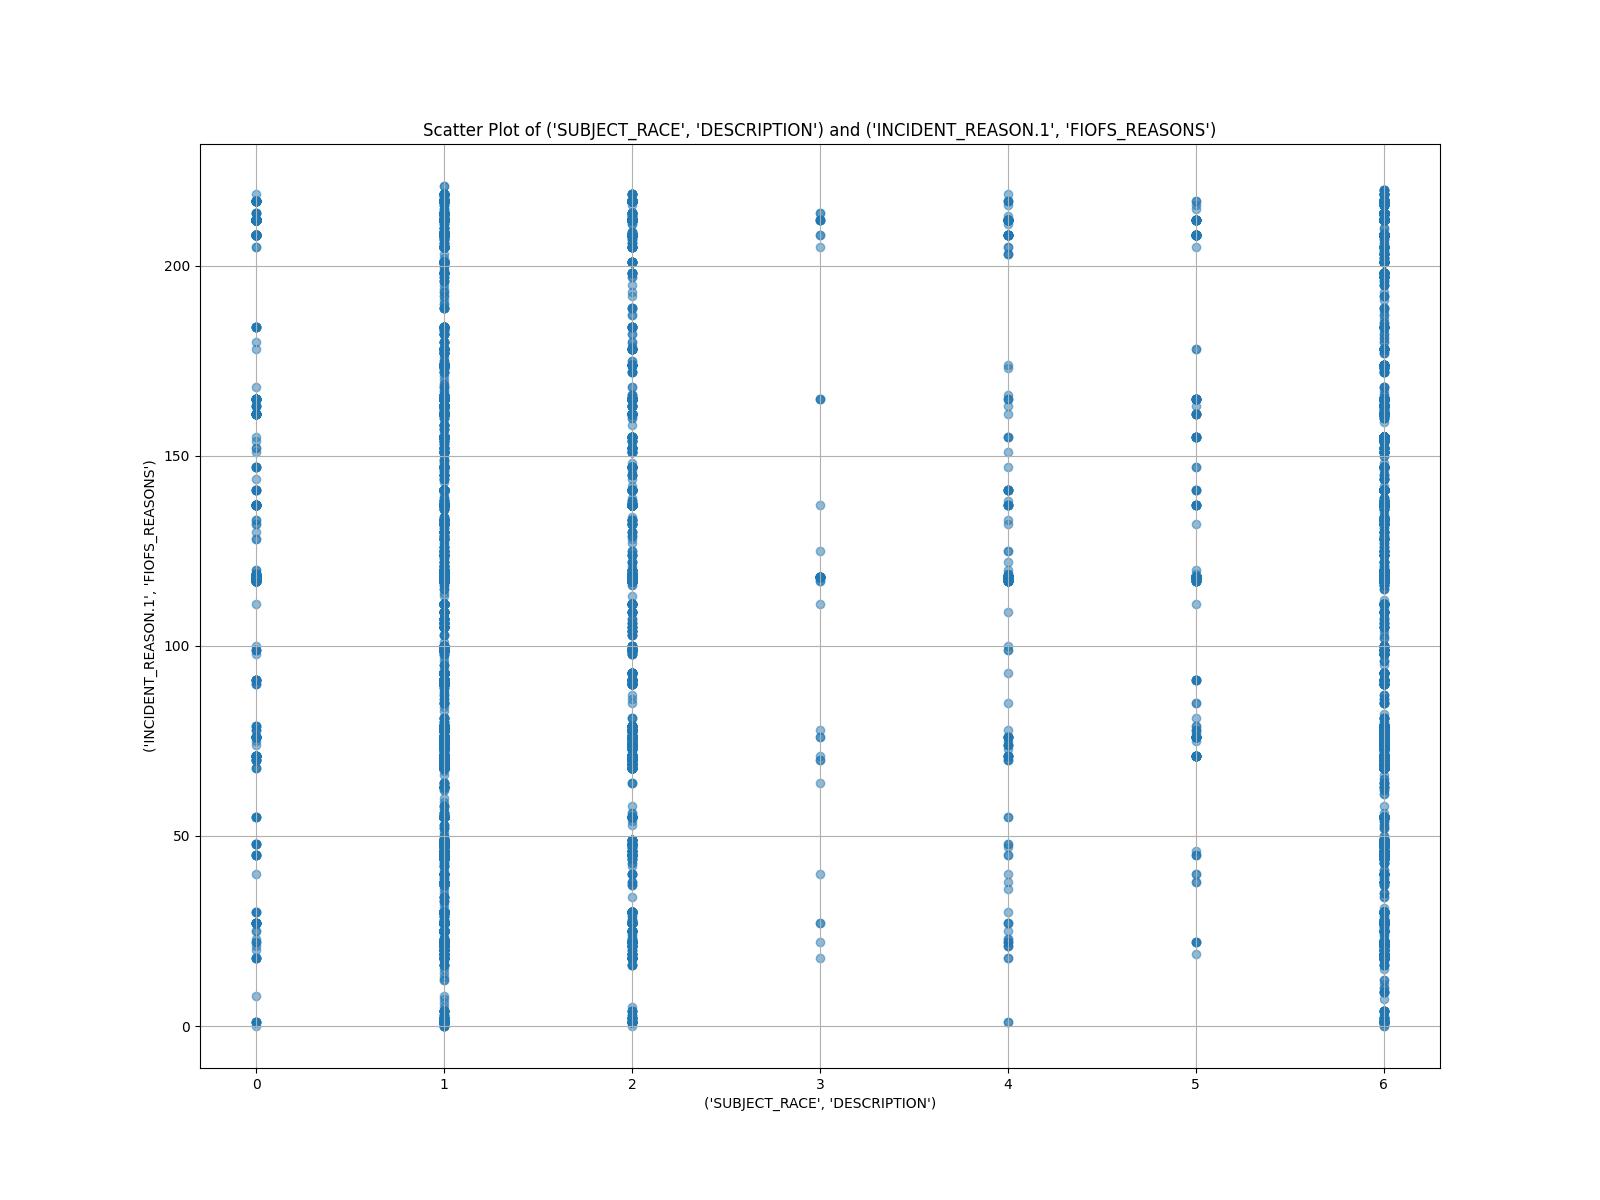 Scatter Plot of ('SUBJECT_RACE', 'DESCRIPTION') and ('INCIDENT_REASON.1', 'FIOFS_REASONS')
('INCIDENT_REASON.1', 'FIOFS_REASONS')
200
150
100
50
0
0 1 2 3 4 5 6
('SUBJECT_RACE', 'DESCRIPTION')